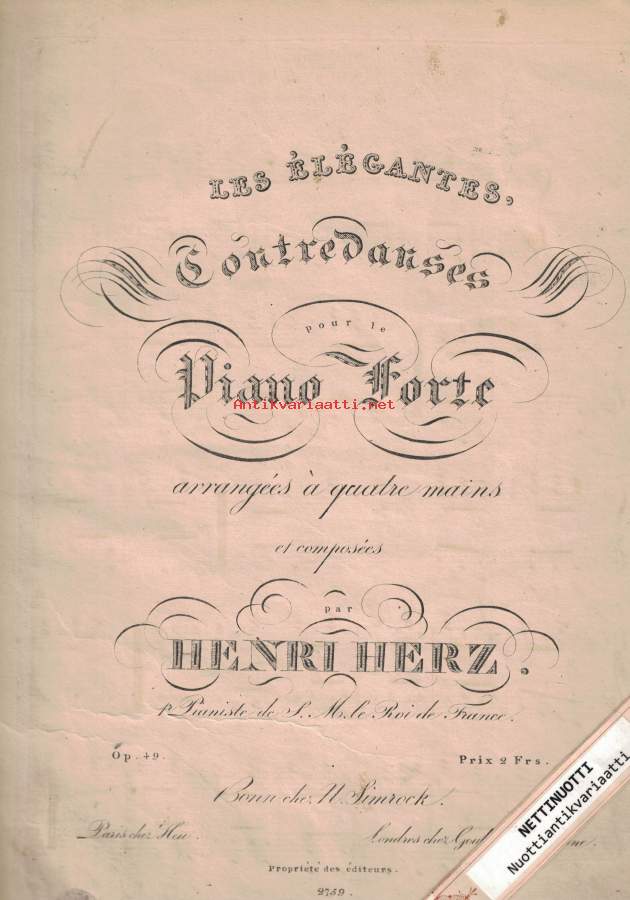 LES ÉLÉGANTES,
Contredanses
pour le
Piano Forte
Antikvariaatti.net
arrangées à quatre mains
et composées
par
HENRI HERZ.
1r Pianiste de S. M. le Roi de France.
Op. 49. Prix 2 Frs.
Bonn chez N. Simrock.
Paris chez Heu. Londres chez
Propriété des éditeurs.
2759.
NETTINUOTTI
Nuottiantikvariaatti